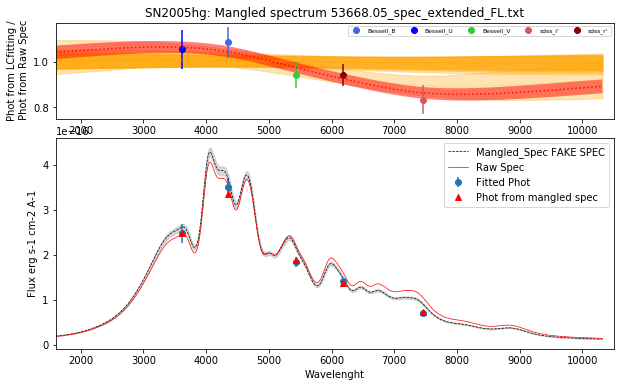 SN2005hg: Mangled spectrum 53668.05_spec_extended_FL.txt
Phot from LCfitting /
Phot from Raw Spec
1.0
0.8
Bessell_B
Bessell_U
Bessell_V
sdss_i'
sdss_r'
2000 3000 4000 5000 6000 7000 8000 9000 10000
1e−16
Flux erg s-1 cm-2 A-1
4
3
2
1
0
Mangled_Spec FAKE SPEC
Raw Spec
Fitted Phot
Phot from mangled spec
2000 3000 4000 5000 6000 7000 8000 9000 10000
Wavelenght